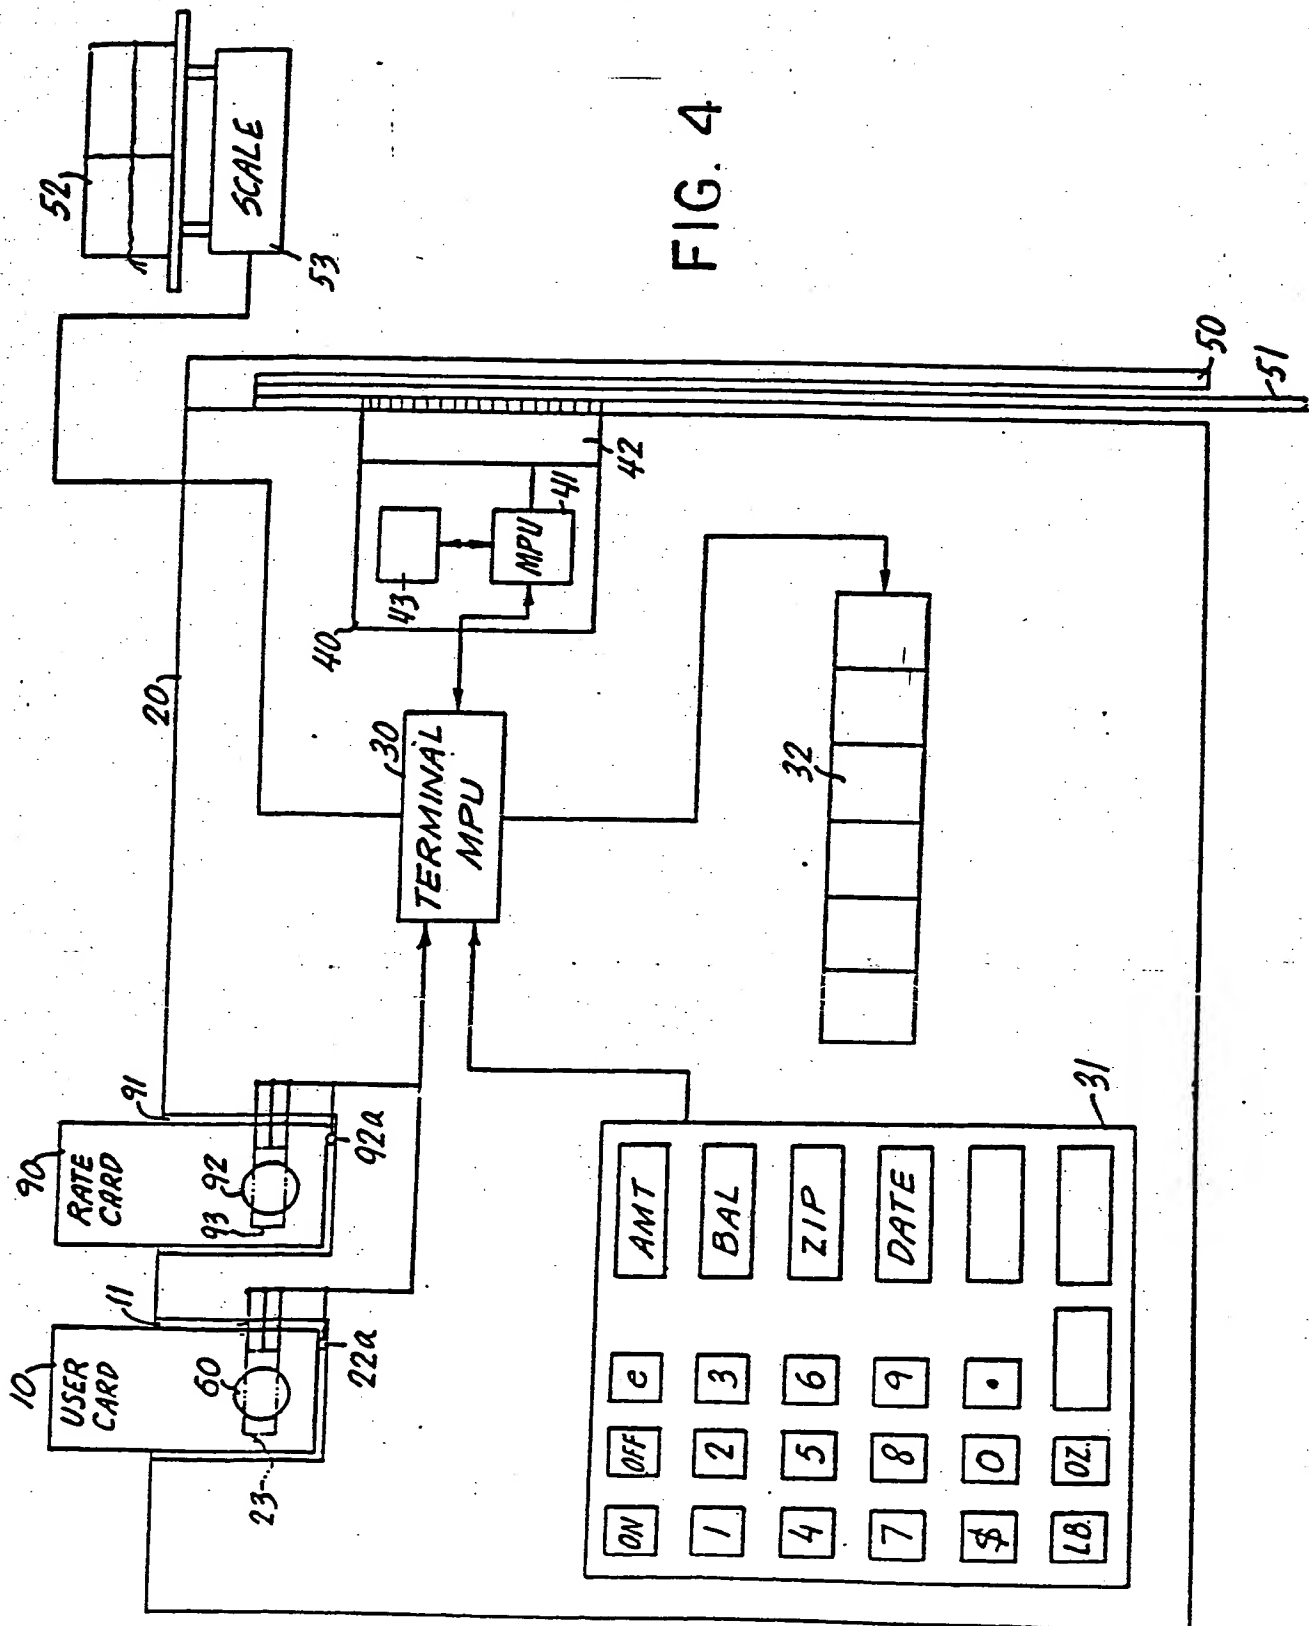 10
USER
CARD
11
60
23
22a
90
RATE
CARD
91
92
93
92a
20
52
SCALE
53
TERMINAL
MPU
30
40
43
MPU
41
42
50
51
32
31
ON OFF e AMT
1 2 3 BAL
4 5 6 ZIP
7 8 9 DATE
$ 0 .
LB. OZ.
FIG. 4